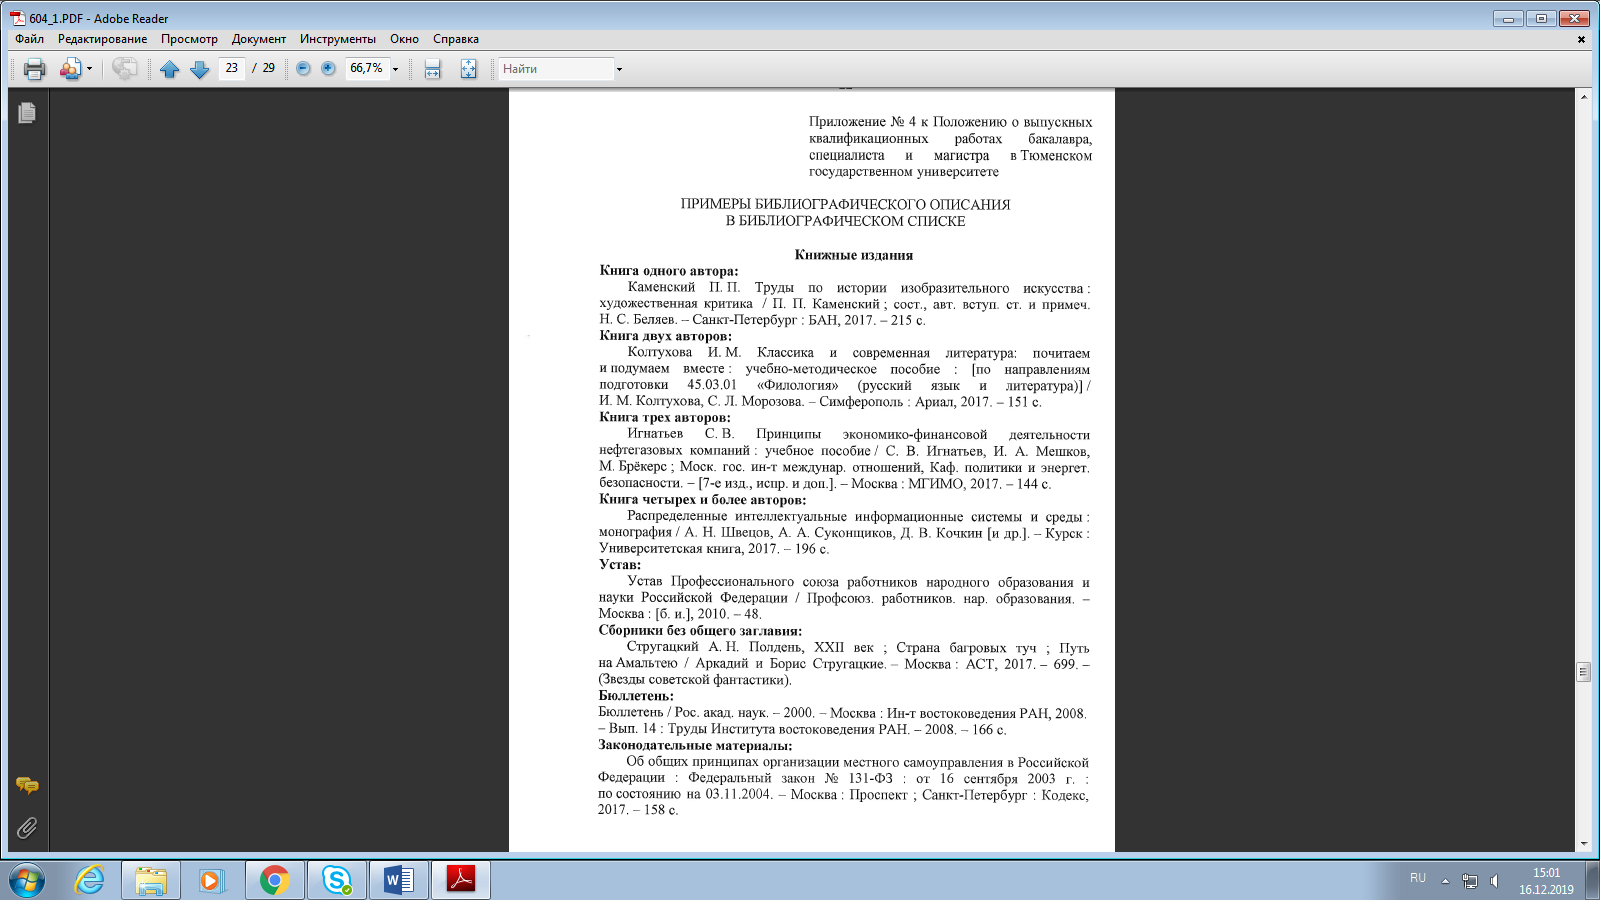 604_1.PDF - Adobe Reader
Файл Редактирование Просмотр Документ Инструменты Окно Справка
23 / 29 66,7% Найти
Приложение № 4 к Положению о выпускных
квалификационных работах бакалавра,
специалиста и магистра в Тюменском
государственном университете
ПРИМЕРЫ БИБЛИОГРАФИЧЕСКОГО ОПИСАНИЯ
В БИБЛИОГРАФИЧЕСКОМ СПИСКЕ
Книжные издания
Книга одного автора:
Каменский П. П. Труды по истории изобразительного искусства :
художественная критика / П. П. Каменский ; сост., авт. вступ. ст. и примеч.
Н. С. Беляев. – Санкт-Петербург : БАН, 2017. – 215 с.
Книга двух авторов:
Колтухова И. М. Классика и современная литература: почитаем
и подумаем вместе : учебно-методическое пособие : [по направлениям
подготовки 45.03.01 «Филология» (русский язык и литература)] /
И. М. Колтухова, С. Л. Морозова. – Симферополь : Ариал, 2017. – 151 с.
Книга трех авторов:
Игнатьев С. В. Принципы экономико-финансовой деятельности
нефтегазовых компаний : учебное пособие / С. В. Игнатьев, И. А. Мешков,
М. Брёкерс ; Моск. гос. ин-т междунар. отношений, Каф. политики и энергет.
безопасности. – [7-е изд., испр. и доп.]. – Москва : МГИМО, 2017. – 144 с.
Книга четырех и более авторов:
Распределенные интеллектуальные информационные системы и среды :
монография / А. Н. Швецов, А. А. Суконщиков, Д. В. Кочкин [и др.]. – Курск :
Университетская книга, 2017. – 196 с.
Устав:
Устав Профессионального союза работников народного образования и
науки Российской Федерации / Профсоюз. работников. нар. образования. –
Москва : [б. и.], 2010. – 48.
Сборники без общего заглавия:
Стругацкий А. Н. Полдень, XXII век ; Страна багровых туч ; Путь
на Амальтею / Аркадий и Борис Стругацкие. – Москва : АСТ, 2017. – 699. –
(Звезды советской фантастики).
Бюллетень:
Бюллетень / Рос. акад. наук. – 2000. – Москва : Ин-т востоковедения РАН, 2008.
– Вып. 14 : Труды Института востоковедения РАН. – 2008. – 166 с.
Законодательные материалы:
Об общих принципах организации местного самоуправления в Российской
Федерации : Федеральный закон № 131-ФЗ : от 16 сентября 2003 г. :
по состоянию на 03.11.2004. – Москва : Проспект ; Санкт-Петербург : Кодекс,
2017. – 158 с.
RU 15:01
16.12.2019